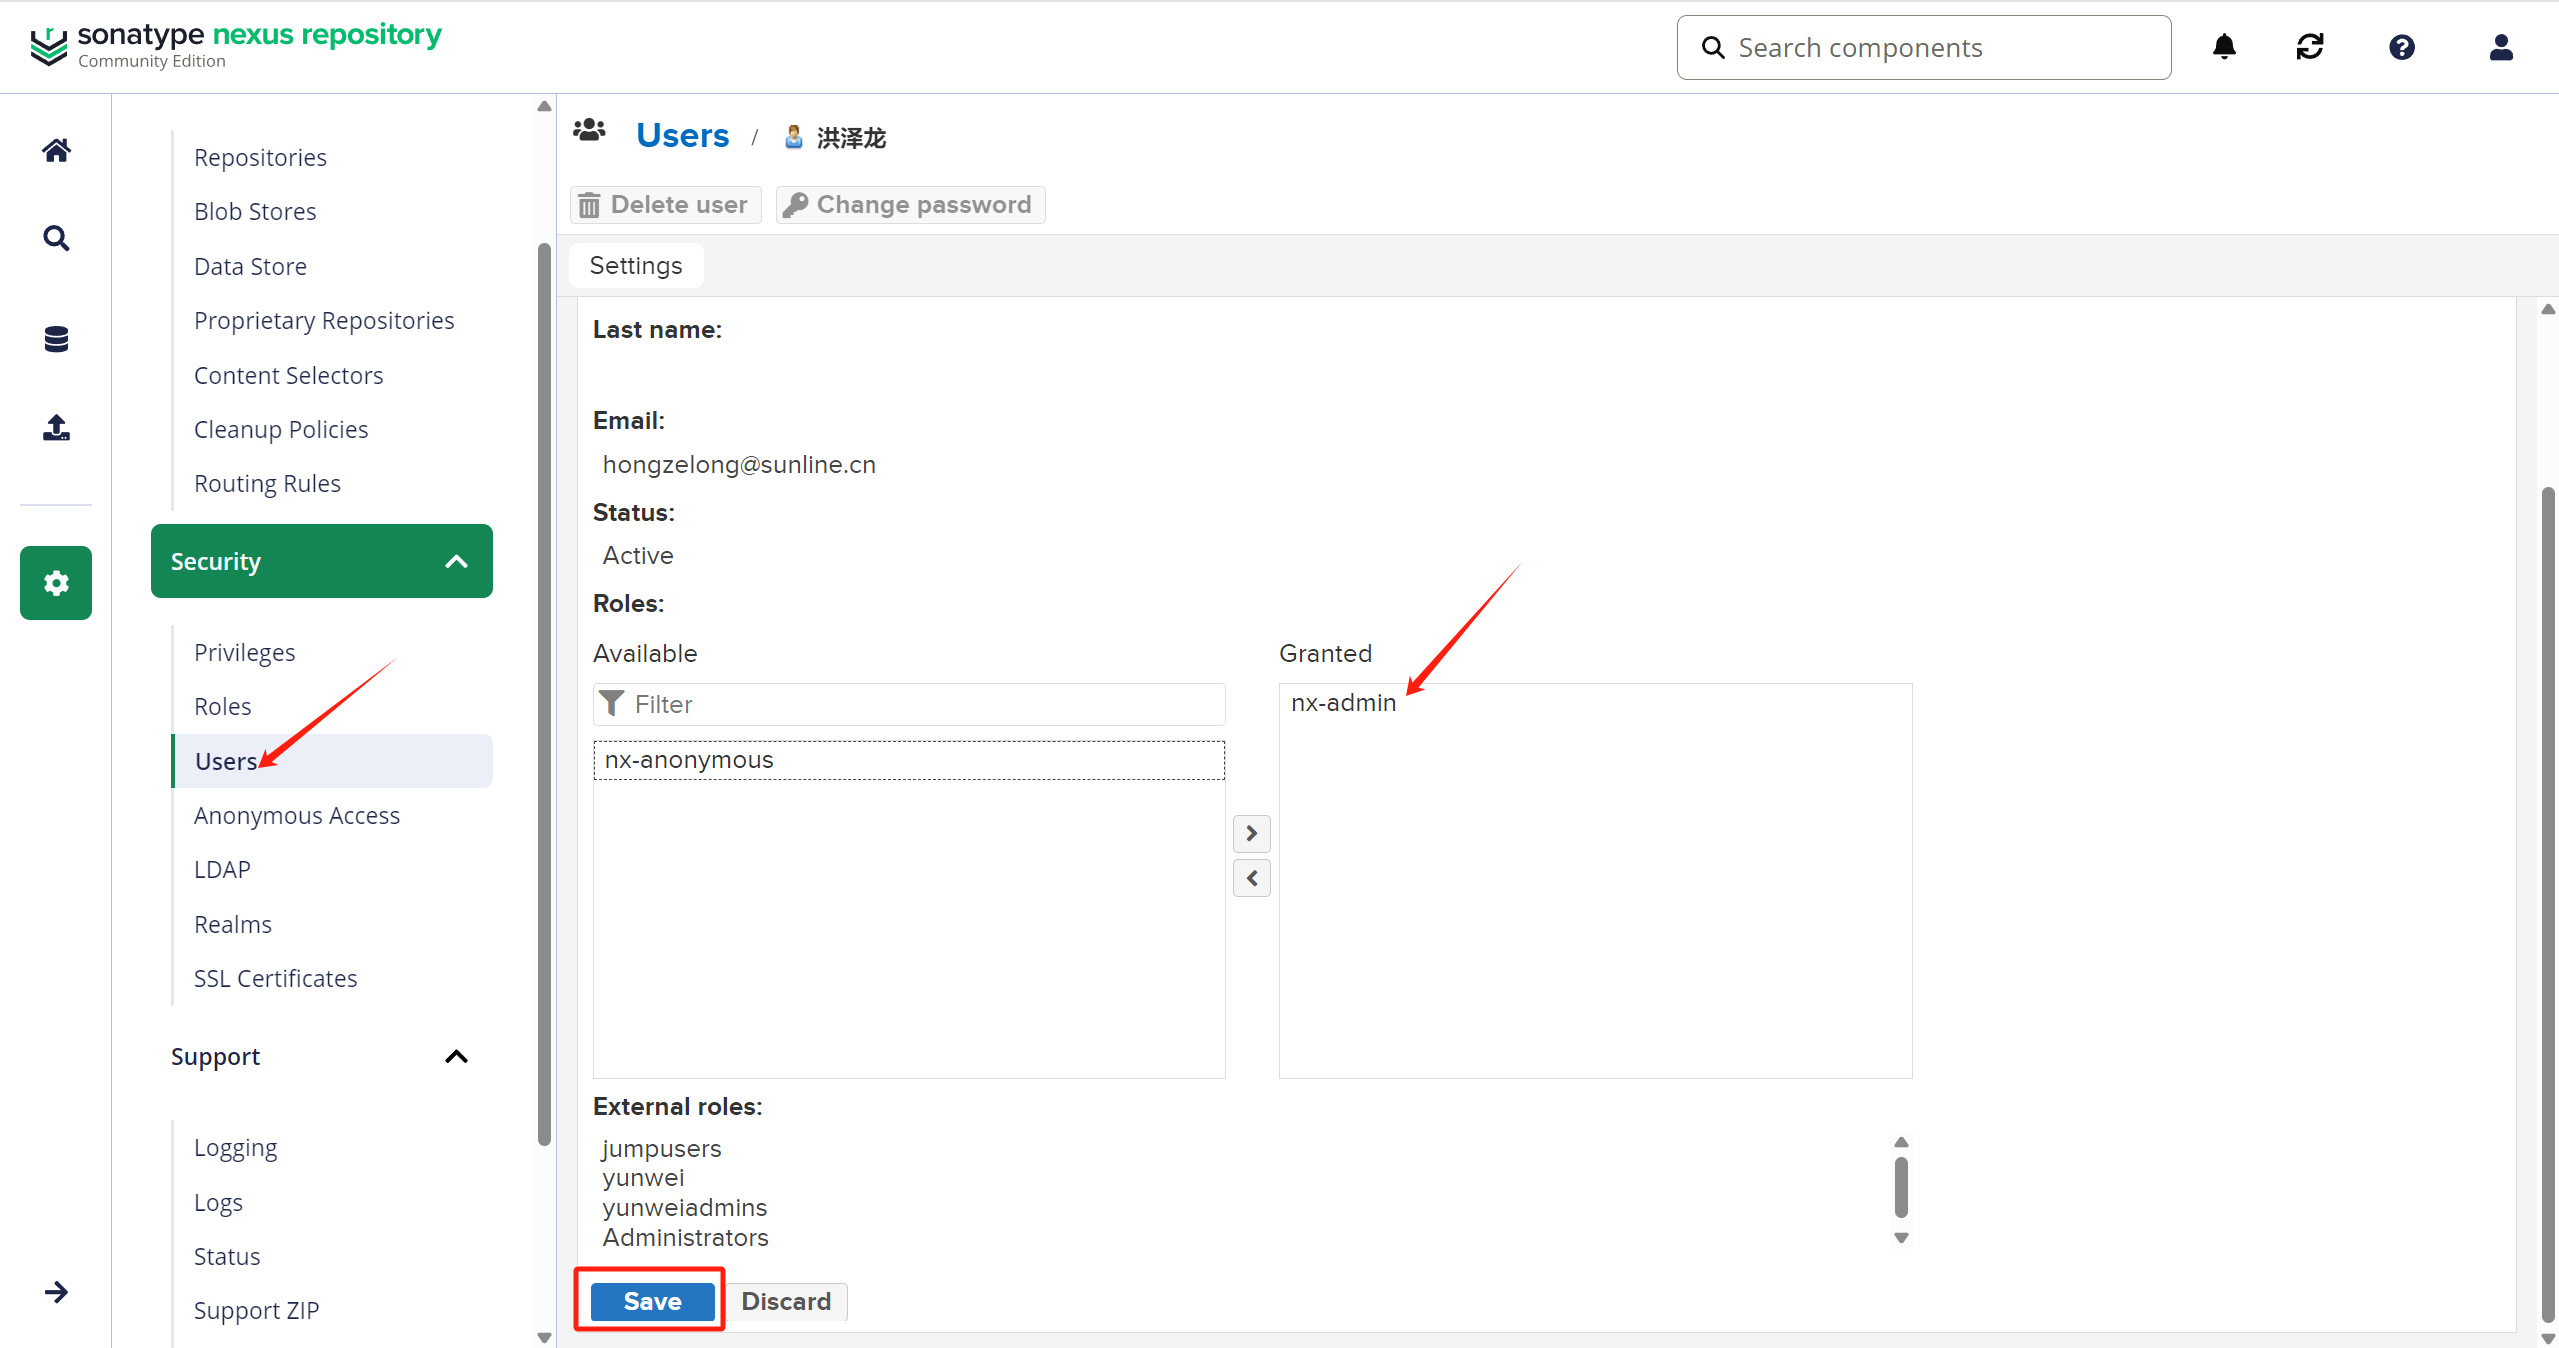 sonatype nexus repository
Community Edition
Search components
Repositories
Blob Stores
Data Store
Proprietary Repositories
Content Selectors
Cleanup Policies
Routing Rules
Security
Privileges
Roles
Users
Anonymous Access
LDAP
Realms
SSL Certificates
Support
Logging
Logs
Status
Support ZIP
Users / 洪泽龙
Delete user Change password
Settings
Last name:
Email:
hongzelong@sunline.cn
Status:
Active
Roles:
Available
Filter
nx-anonymous
Granted
nx-admin
External roles:
jumpusers
yunwei
yunweiadmins
Administrators
Save Discard